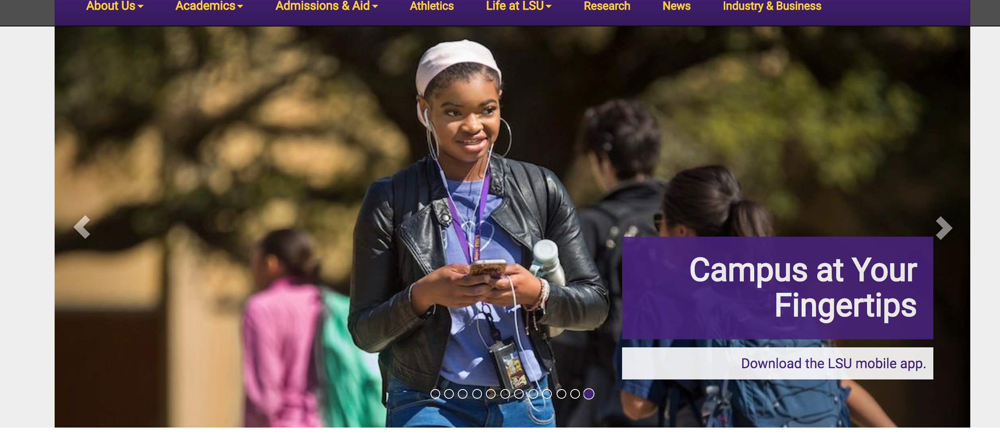 About Us Academics Admissions & Aid Athletics Life at LSU Research News Industry & Business
Campus at Your
Fingertips
Download the LSU mobile app.